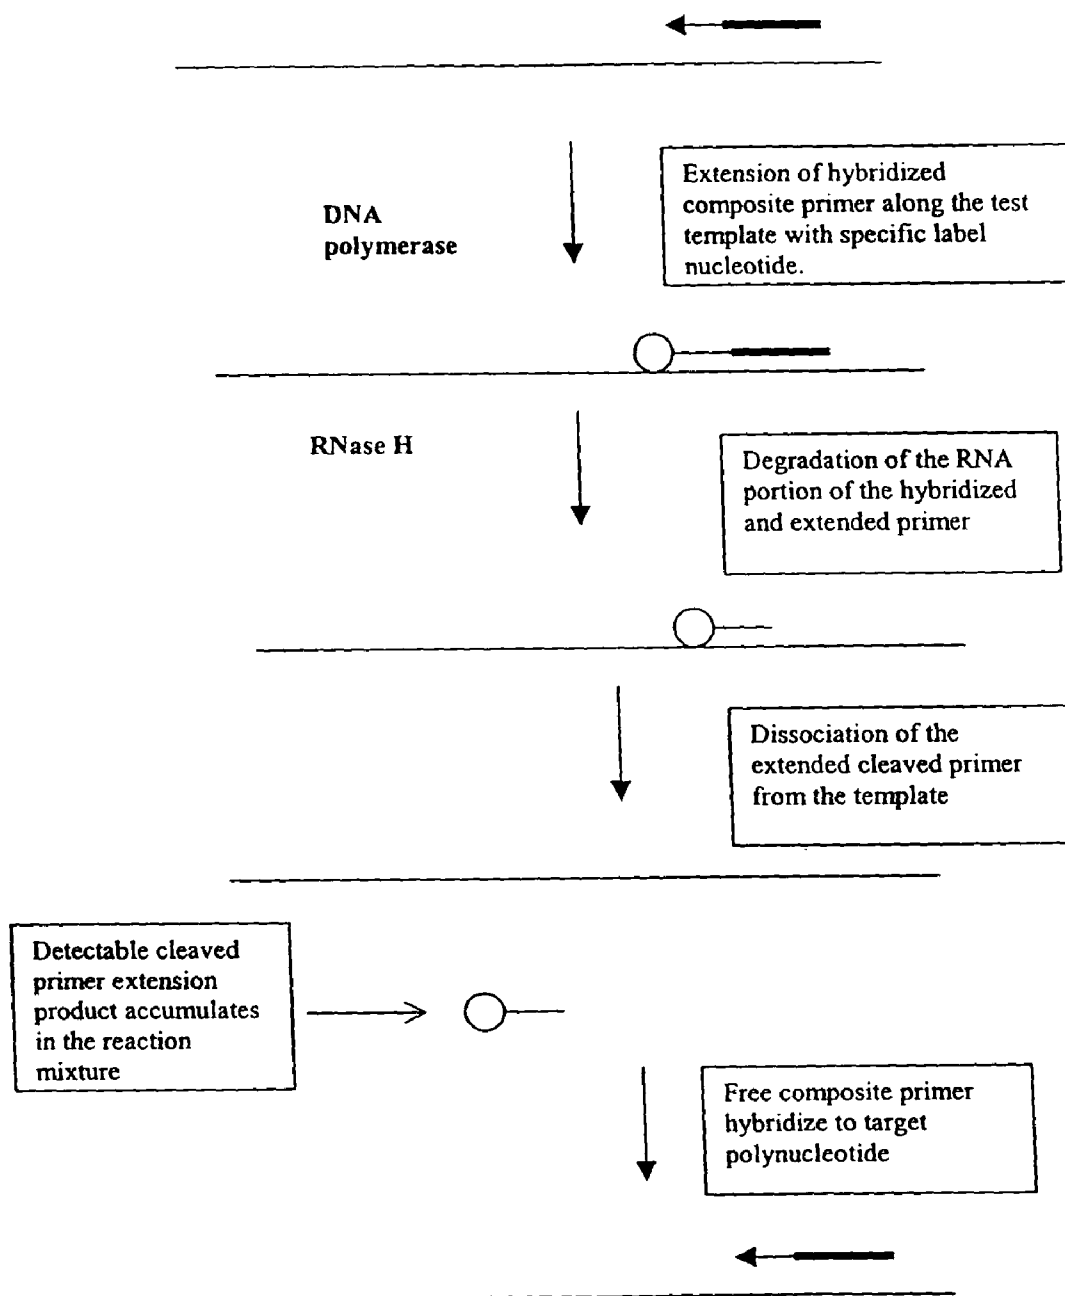 DNA
polymerase
Extension of hybridized
composite primer along the test
template with specific label
nucleotide.
RNase H
Degradation of the RNA
portion of the hybridized
and extended primer
Dissociation of the
extended cleaved primer
from the template
Detectable cleaved
primer extension
product accumulates
in the reaction
mixture
Free composite primer
hybridize to target
polynucleotide